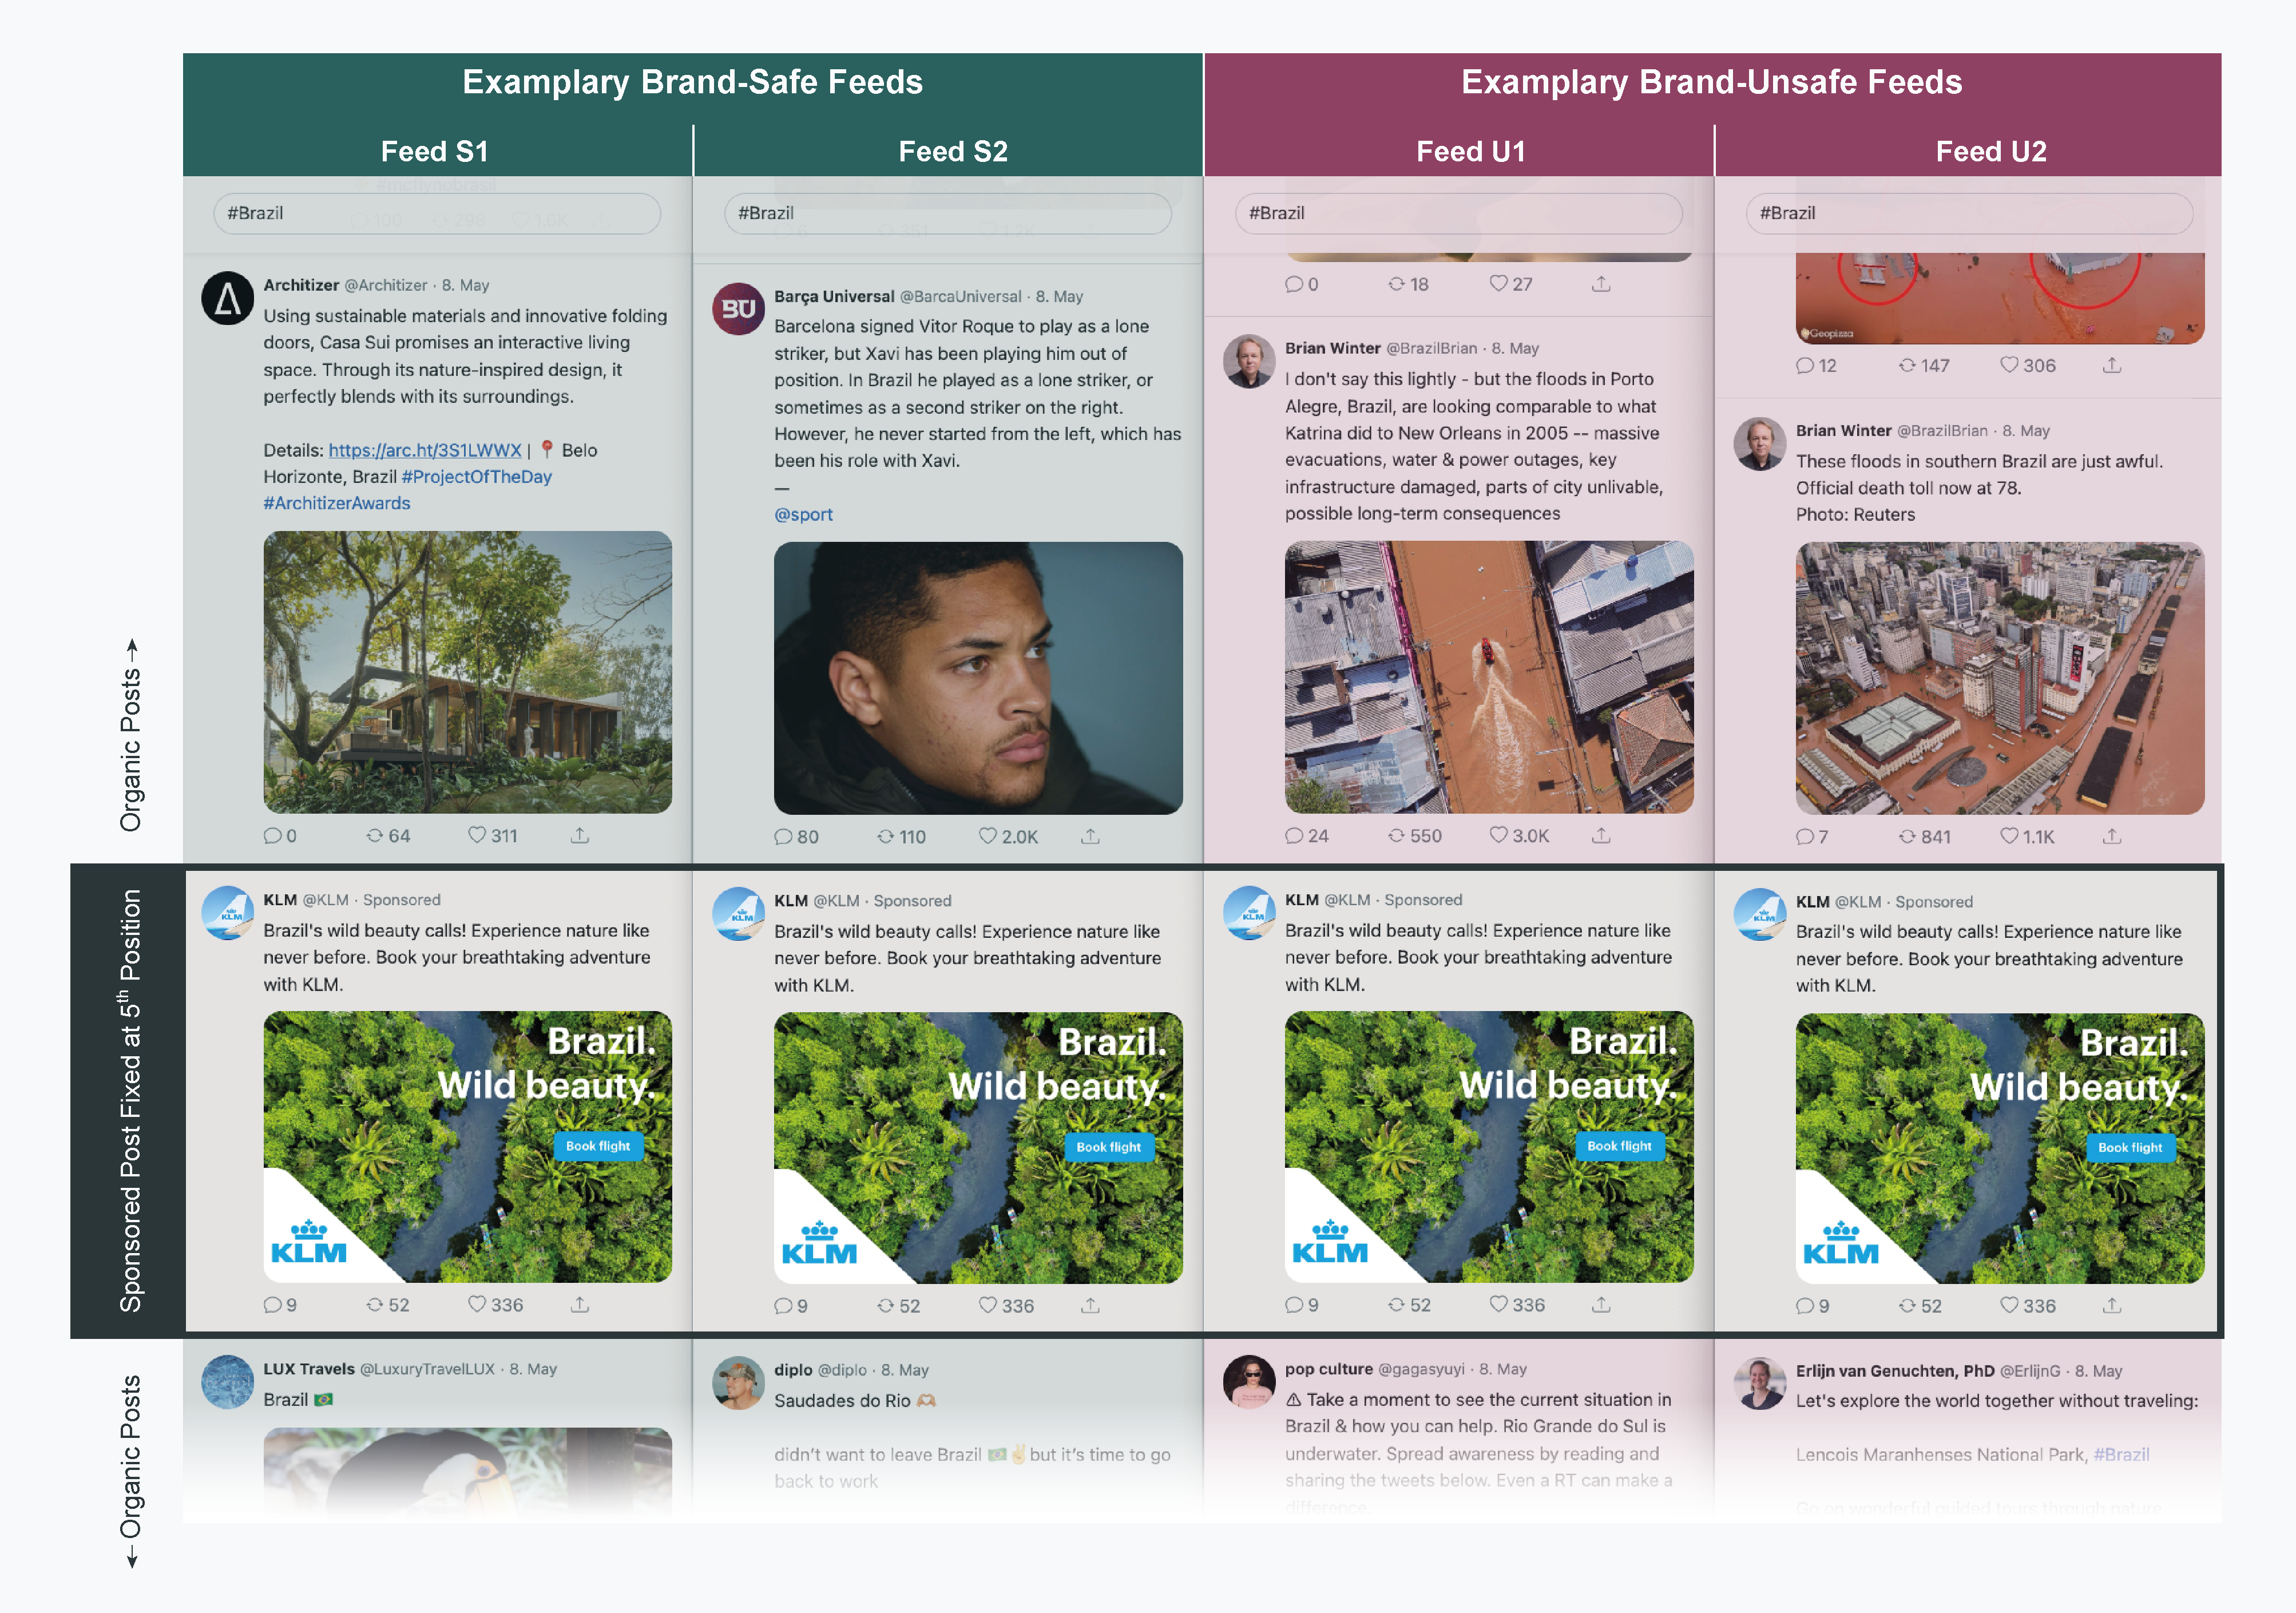 Examplary Brand-Safe Feeds
Examplary Brand-Unsafe Feeds
Feed S1
Feed S2
Feed U1
Feed U2
Organic Posts →
Sponsored Post Fixed at 5th Position
← Organic Posts
#mcflynobrasil
#Brazil
100 298 1.6K
Architizer @Architizer · 8. May
Using sustainable materials and innovative folding
doors, Casa Sui promises an interactive living
space. Through its nature-inspired design, it
perfectly blends with its surroundings.
Details: https://arc.ht/3S1LWWX | 📍 Belo
Horizonte, Brazil #ProjectOfTheDay
#ArchitizerAwards
0 64 311
KLM @KLM · Sponsored
Brazil's wild beauty calls! Experience nature like
never before. Book your breathtaking adventure
with KLM.
Brazil.
Wild beauty.
Book flight
KLM
9 52 336
LUX Travels @LuxuryTravelLUX · 8. May
Brazil 🇧🇷
#Brazil
6 351 1.2K
BU
Barça Universal @BarcaUniversal · 8. May
Barcelona signed Vitor Roque to play as a lone
striker, but Xavi has been playing him out of
position. In Brazil he played as a lone striker, or
sometimes as a second striker on the right.
However, he never started from the left, which has
been his role with Xavi.
—
@sport
80 110 2.0K
KLM @KLM · Sponsored
Brazil's wild beauty calls! Experience nature like
never before. Book your breathtaking adventure
with KLM.
Brazil.
Wild beauty.
Book flight
KLM
9 52 336
diplo @diplo · 8. May
Saudades do Rio 🫶🏽
didn't want to leave Brazil 🇧🇷✌️but it's time to go
back to work
#Brazil
0 18 27
Brian Winter @BrazilBrian · 8. May
I don't say this lightly - but the floods in Porto
Alegre, Brazil, are looking comparable to what
Katrina did to New Orleans in 2005 -- massive
evacuations, water & power outages, key
infrastructure damaged, parts of city unlivable,
possible long-term consequences
24 550 3.0K
KLM @KLM · Sponsored
Brazil's wild beauty calls! Experience nature like
never before. Book your breathtaking adventure
with KLM.
Brazil.
Wild beauty.
Book flight
KLM
9 52 336
pop culture @gagasyuyi · 8. May
⚠ Take a moment to see the current situation in
Brazil & how you can help. Rio Grande do Sul is
underwater. Spread awareness by reading and
sharing the tweets below. Even a RT can make a
difference.
#Brazil
Geopizza
12 147 306
Brian Winter @BrazilBrian · 8. May
These floods in southern Brazil are just awful.
Official death toll now at 78.
Photo: Reuters
7 841 1.1K
KLM @KLM · Sponsored
Brazil's wild beauty calls! Experience nature like
never before. Book your breathtaking adventure
with KLM.
Brazil.
Wild beauty.
Book flight
KLM
9 52 336
Erlijn van Genuchten, PhD @ErlijnG · 8. May
Let's explore the world together without traveling:
Lencois Maranhenses National Park, #Brazil
Go on wonderful guided tours through nature